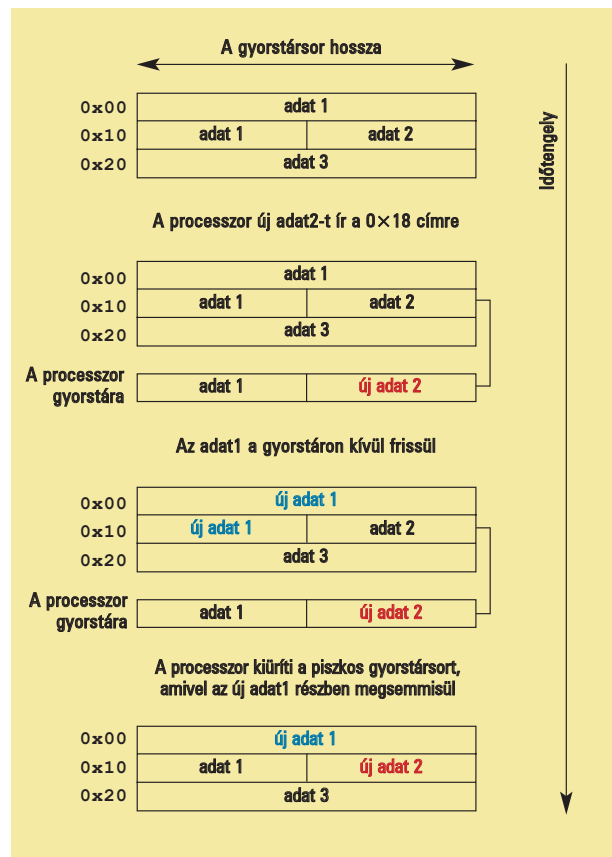 A gyorstársor hossza
Időtengely
0x00 adat 1
0x10 adat 1 adat 2
0x20 adat 3
A processzor új adat2-t ír a 0×18 címre
0x00 adat 1
0x10 adat 1 adat 2
0x20 adat 3
A processzor
gyorstára
adat 1 új adat 2
Az adat1 a gyorstáron kívül frissül
0x00 új adat 1
0x10 új adat 1 adat 2
0x20 adat 3
A processzor
gyorstára
adat 1 új adat 2
A processzor kiüríti a piszkos gyorstársort,
amivel az új adat1 részben megsemmisül
0x00 új adat 1
0x10 adat 1 új adat 2
0x20 adat 3